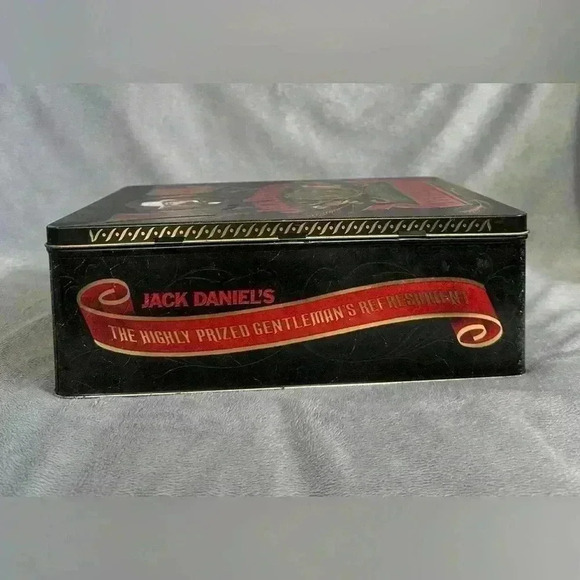 JACK DANIEL'S
THE HIGHLY PRIZED GENTLEMAN'S REFRESHMENT